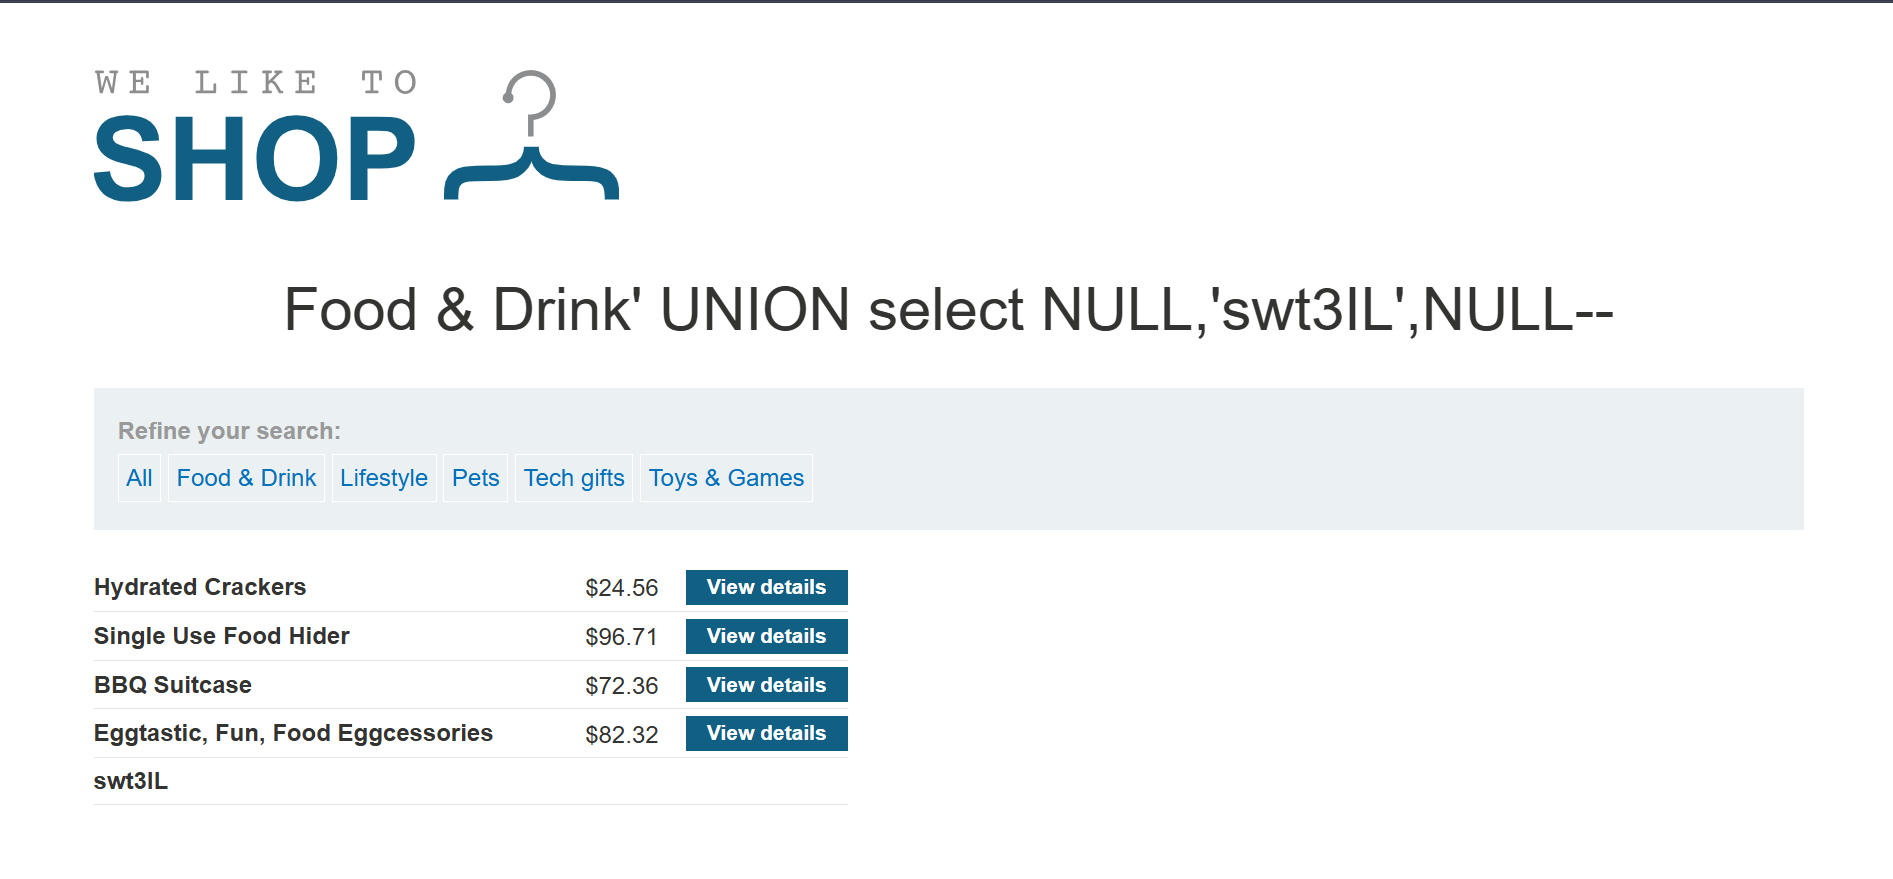 WE LIKE TO
SHOP
Food & Drink' UNION select NULL,'swt3IL',NULL--
Refine your search:
All Food & Drink Lifestyle Pets Tech gifts Toys & Games
Hydrated Crackers $24.56 View details
Single Use Food Hider $96.71 View details
BBQ Suitcase $72.36 View details
Eggtastic, Fun, Food Eggcessories $82.32 View details
swt3IL